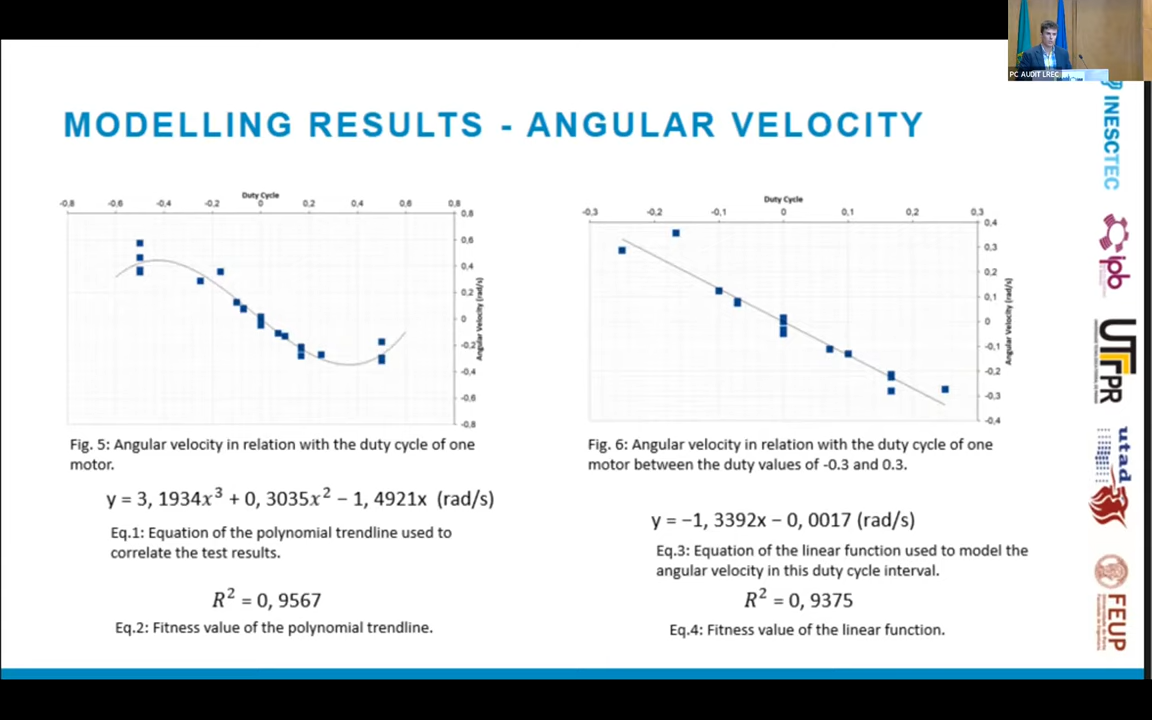 PC AUDIT LREC
MODELLING RESULTS - ANGULAR VELOCITY
Duty Cycle
-0,8 -0,6 -0,4 -0,2 0 0,2 0,4 0,6 0,8
0,8
0,6
0,4
0,2
0
-0,2
-0,4
-0,6
-0,8
Angular Velocity (rad/s)
Fig. 5: Angular velocity in relation with the duty cycle of one
motor.
y = 3, 1934x³ + 0, 3035x² − 1, 4921x (rad/s)
Eq.1: Equation of the polynomial trendline used to
correlate the test results.
R² = 0, 9567
Eq.2: Fitness value of the polynomial trendline.
Duty Cycle
-0,3 -0,2 -0,1 0 0,1 0,2 0,3
0,4
0,3
0,2
0,1
0
-0,1
-0,2
-0,3
-0,4
Angular Velocity (rad/s)
Fig. 6: Angular velocity in relation with the duty cycle of one
motor between the duty values of -0.3 and 0.3.
y = −1, 3392x − 0, 0017 (rad/s)
Eq.3: Equation of the linear function used to model the
angular velocity in this duty cycle interval.
R² = 0, 9375
Eq.4: Fitness value of the linear function.
INESCTEC
ipb
UTFPR
utad
FEUP